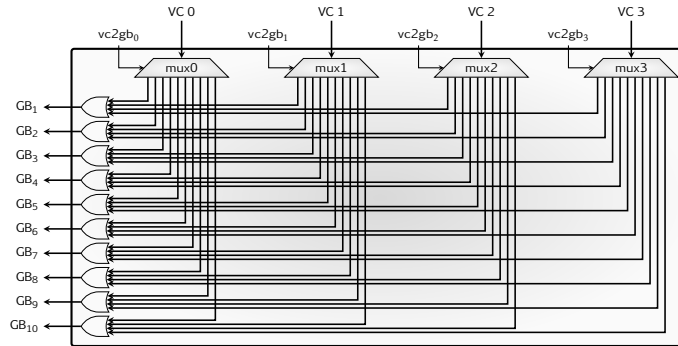 VC 0 VC 1 VC 2 VC 3
vc2gb₀ vc2gb₁ vc2gb₂ vc2gb₃
mux0 mux1 mux2 mux3
GB₁
GB₂
GB₃
GB₄
GB₅
GB₆
GB₇
GB₈
GB₉
GB₁₀